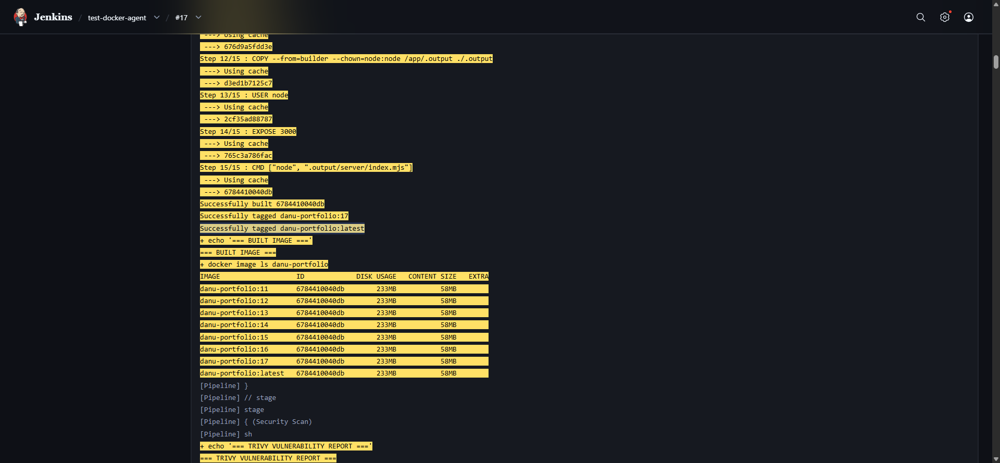 Jenkins / test-docker-agent / #17
---> Using cache
---> 676d9a5fdd3e
Step 12/15 : COPY --from=builder --chown=node:node /app/.output ./.output
---> Using cache
---> d3ed1b7125c7
Step 13/15 : USER node
---> Using cache
---> 2cf35ad88787
Step 14/15 : EXPOSE 3000
---> Using cache
---> 765c3a786fac
Step 15/15 : CMD ["node", ".output/server/index.mjs"]
---> Using cache
---> 6784410040db
Successfully built 6784410040db
Successfully tagged danu-portfolio:17
Successfully tagged danu-portfolio:latest
+ echo '=== BUILT IMAGE ==='
=== BUILT IMAGE ===
+ docker image ls danu-portfolio
IMAGE ID DISK USAGE CONTENT SIZE EXTRA
danu-portfolio:11 6784410040db 233MB 58MB
danu-portfolio:12 6784410040db 233MB 58MB
danu-portfolio:13 6784410040db 233MB 58MB
danu-portfolio:14 6784410040db 233MB 58MB
danu-portfolio:15 6784410040db 233MB 58MB
danu-portfolio:16 6784410040db 233MB 58MB
danu-portfolio:17 6784410040db 233MB 58MB
danu-portfolio:latest 6784410040db 233MB 58MB
[Pipeline] }
[Pipeline] // stage
[Pipeline] stage
[Pipeline] { (Security Scan)
[Pipeline] sh
+ echo '=== TRIVY VULNERABILITY REPORT ==='
=== TRIVY VULNERABILITY REPORT ===